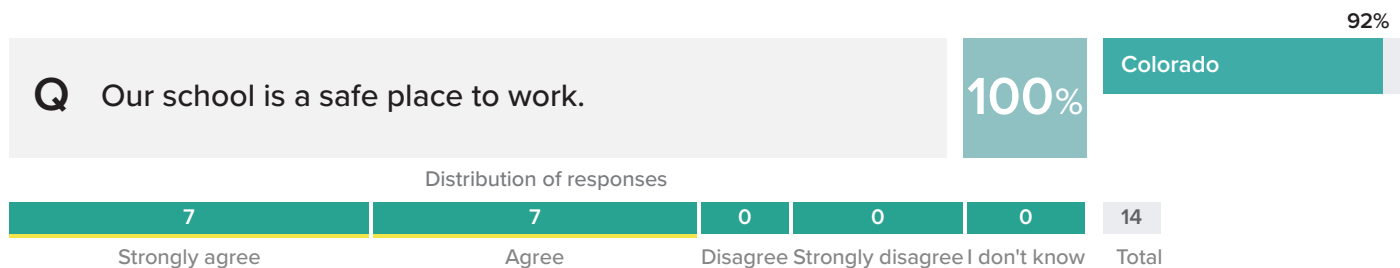 92%
Q Our school is a safe place to work.
100%
Colorado
Distribution of responses
7 7 0 0 0 14
Strongly agree Agree Disagree Strongly disagree I don't know Total